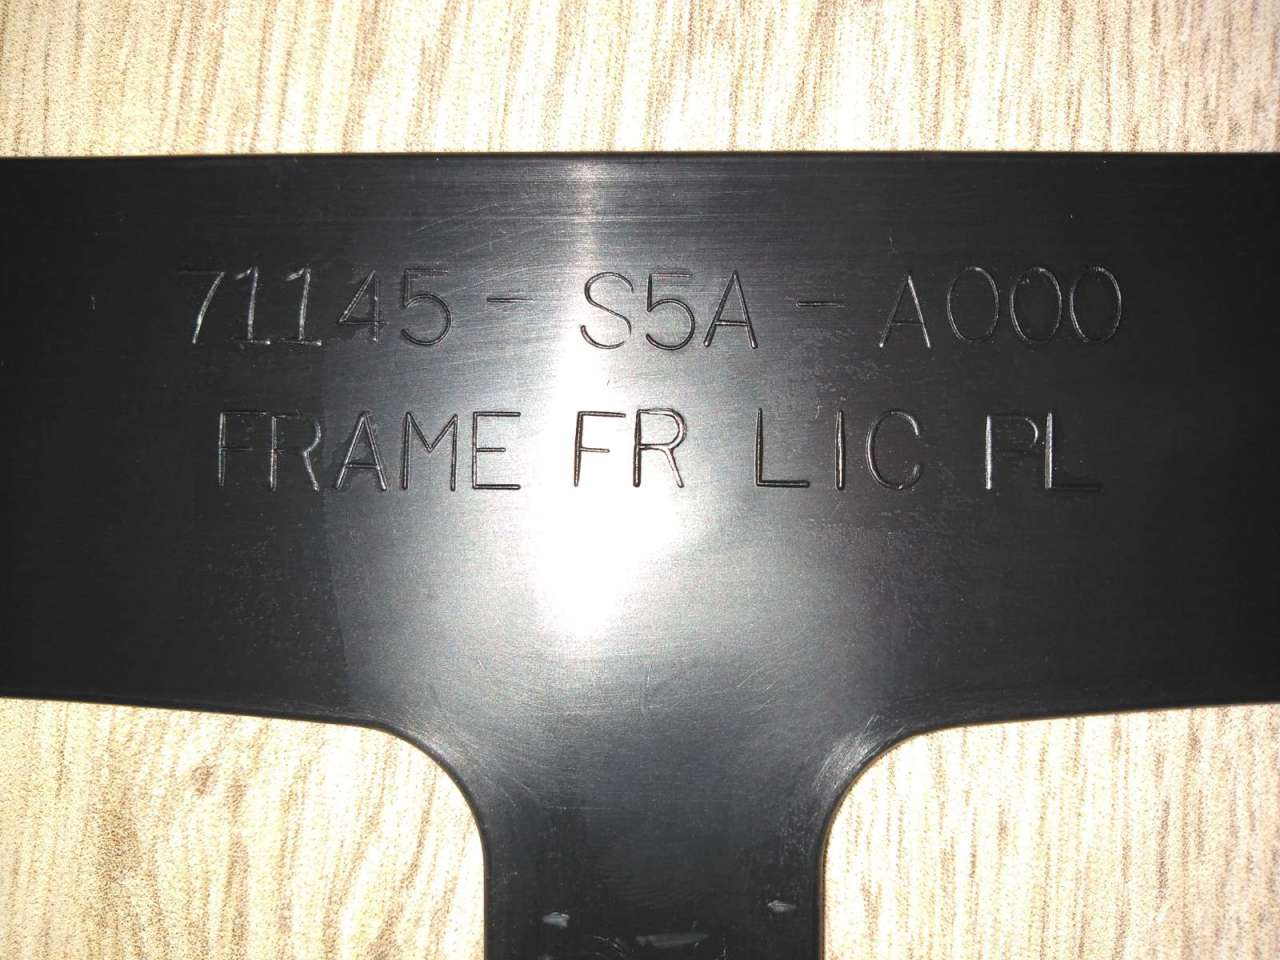 71145-S5A-A000
FRAME FR LIC PL